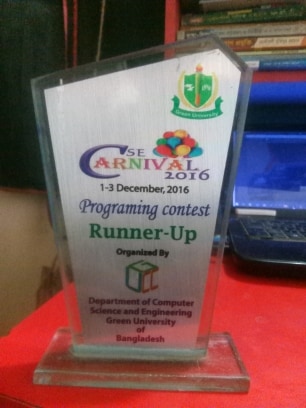 Green University
CSE
CARNIVAL
2016
1-3 December, 2016
Programing contest
Runner-Up
Organized By
Department of Computer
Science and Engineering
Green University
of
Bangladesh